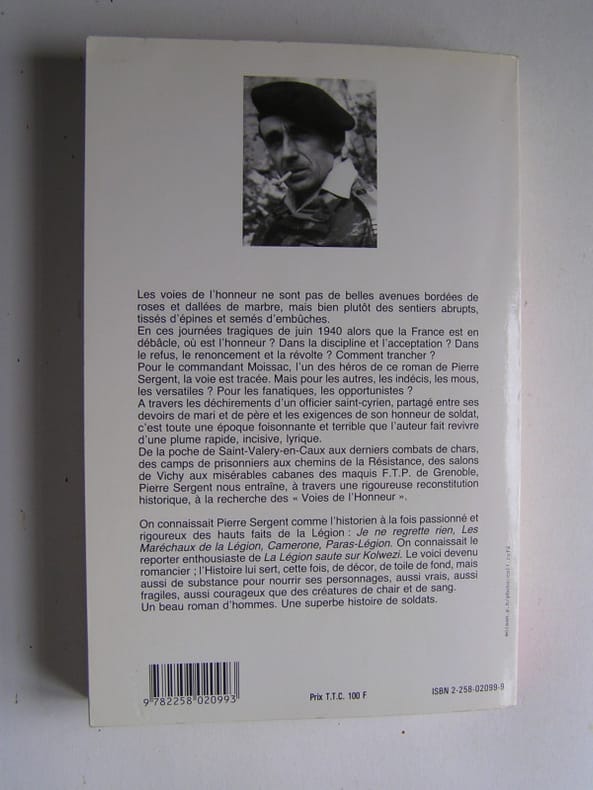 Les voies de l'honneur ne sont pas de belles avenues bordées de
roses et dallées de marbre, mais bien plutôt des sentiers abrupts,
tissés d'épines et semés d'embûches.
En ces journées tragiques de juin 1940 alors que la France est en
débâcle, où est l'honneur ? Dans la discipline et l'acceptation ? Dans
le refus, le renoncement et la révolte ? Comment trancher ?
Pour le commandant Moissac, l'un des héros de ce roman de Pierre
Sergent, la voie est tracée. Mais pour les autres, les indécis, les mous,
les versatiles ? Pour les fanatiques, les opportunistes ?
A travers les déchirements d'un officier saint-cyrien, partagé entre ses
devoirs de mari et de père et les exigences de son honneur de soldat,
c'est toute une époque foisonnante et terrible que l'auteur fait revivre
d'une plume rapide, incisive, lyrique.
De la poche de Saint-Valery-en-Caux aux derniers combats de chars,
des camps de prisonniers aux chemins de la Résistance, des salons
de Vichy aux misérables cabanes des maquis F.T.P. de Grenoble,
Pierre Sergent nous entraîne, à travers une rigoureuse reconstitution
historique, à la recherche des « Voies de l'Honneur ».
On connaissait Pierre Sergent comme l'historien à la fois passionné et
rigoureux des hauts faits de la Légion : Je ne regrette rien, Les
Maréchaux de la Légion, Camerone, Paras-Légion. On connaissait le
reporter enthousiaste de La Légion saute sur Kolwezi. Le voici devenu
romancier ; l'Histoire lui sert, cette fois, de décor, de toile de fond, mais
aussi de substance pour nourrir ses personnages, aussi vrais, aussi
fragiles, aussi courageux que des créatures de chair et de sang.
Un beau roman d'hommes. Une superbe histoire de soldats.
9 782258 020993
Prix T.T.C. 100 F
ISBN 2-258-02099-9